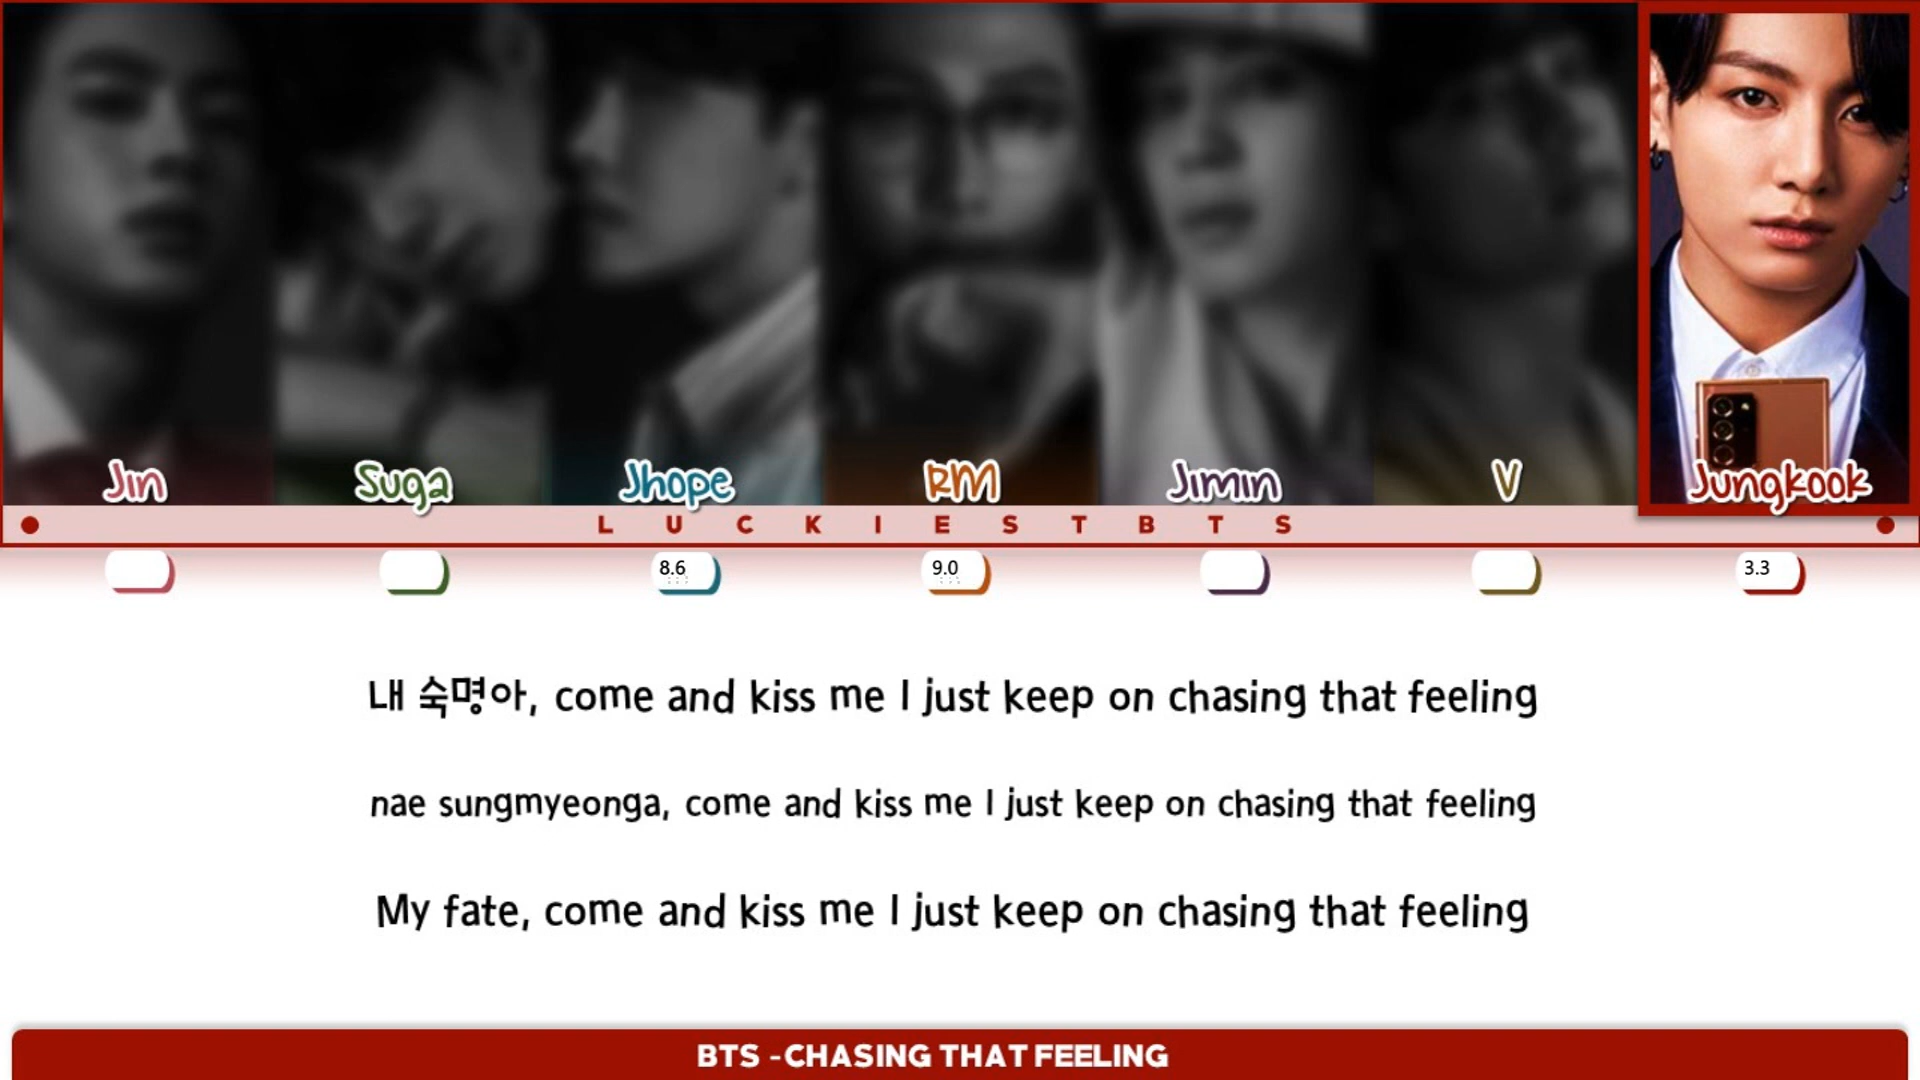 Jin Suga Jhope RM Jimin V Jungkook
LUCKIESTBTS
8.6 9.0 3.3
내 숙명아, come and kiss me I just keep on chasing that feeling
nae sungmyeonga, come and kiss me I just keep on chasing that feeling
My fate, come and kiss me I just keep on chasing that feeling
BTS -CHASING THAT FEELING